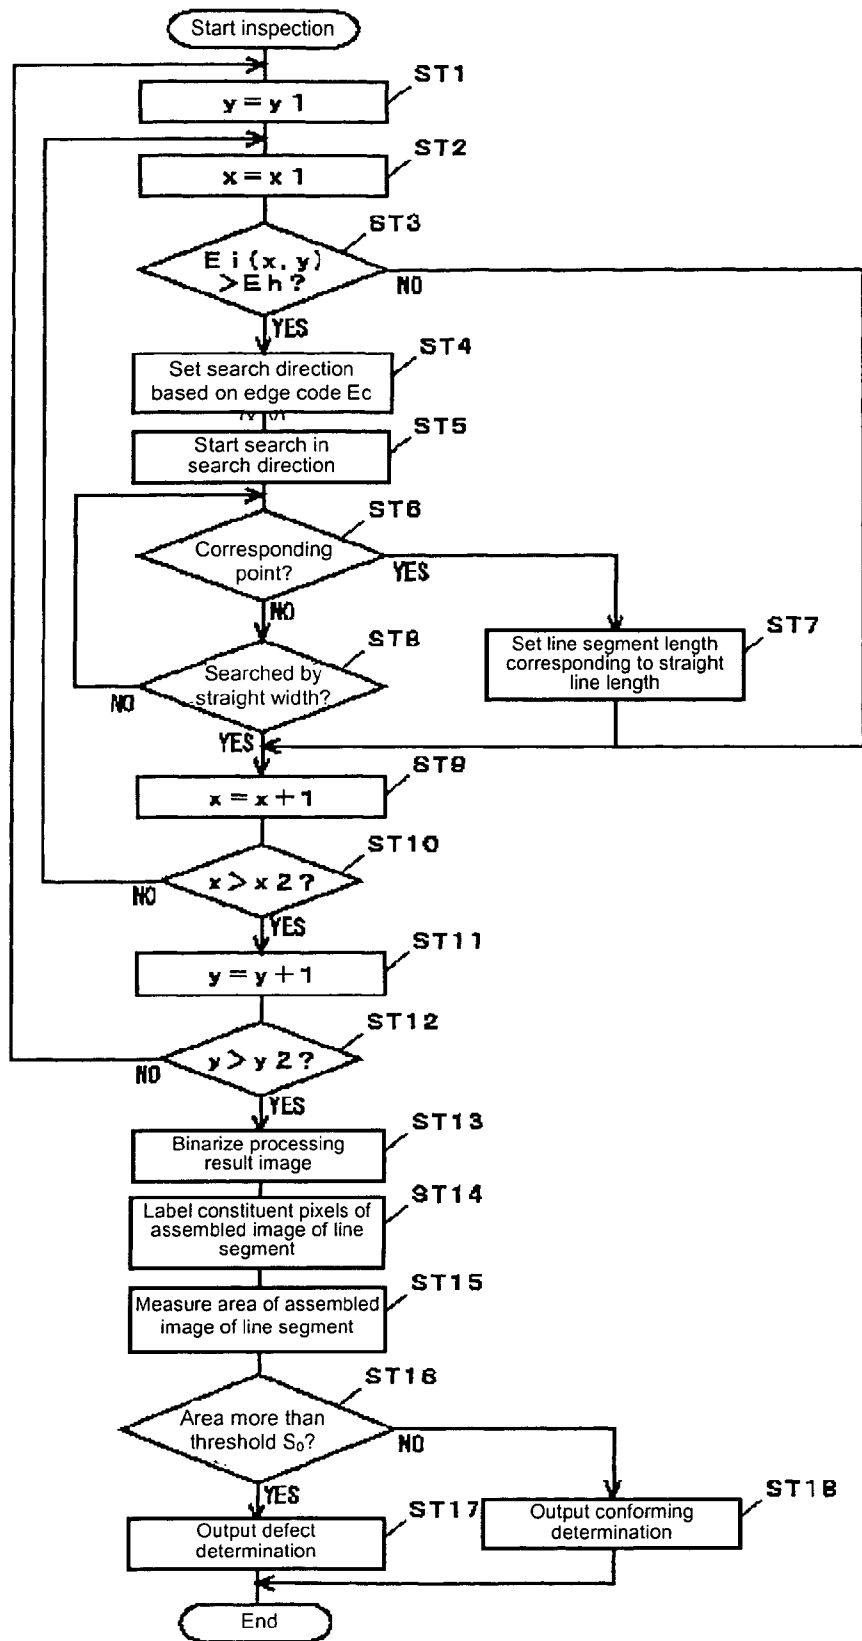 Start inspection
ST1
y = y 1
ST2
x = x 1
ST3
E i (x, y)
> E h ?
NO
YES
ST4
Set search direction
based on edge code Ec
ST5
Start search in
search direction
ST6
Corresponding
point?
YES
NO
ST7
Set line segment length
corresponding to straight
line length
ST8
Searched by
straight width?
NO
YES
ST9
x = x + 1
ST10
x > x 2 ?
NO
YES
ST11
y = y + 1
ST12
y > y 2 ?
NO
YES
ST13
Binarize processing
result image
ST14
Label constituent pixels of
assembled image of line
segment
ST15
Measure area of assembled
image of line segment
ST16
Area more than
threshold S₀?
NO
YES
ST17
Output defect
determination
ST18
Output conforming
determination
End